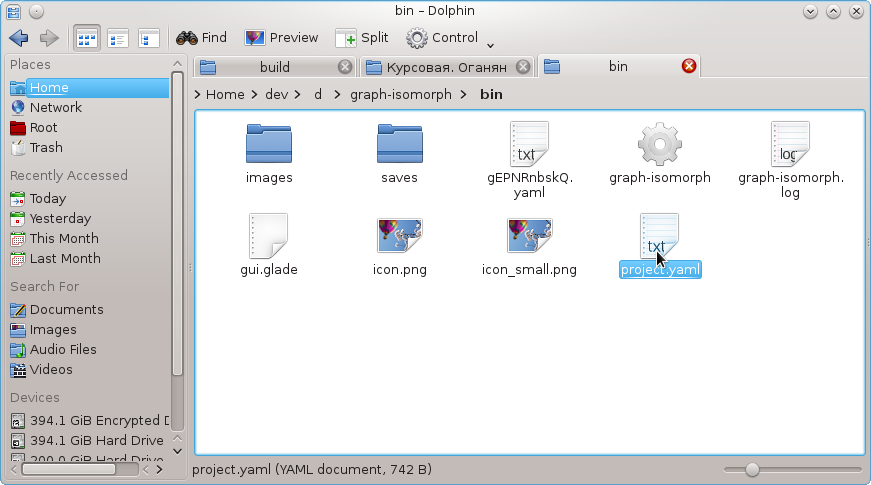 bin – Dolphin
Find Preview Split Control
Places
Home
Network
Root
Trash
Recently Accessed
Today
Yesterday
This Month
Last Month
Search For
Documents
Images
Audio Files
Videos
Devices
394.1 GiB Encrypted D
394.1 GiB Hard Drive
200.0 GiB Hard Drive
build Курсовая. Оганян bin
Home dev d graph-isomorph bin
images
saves
txt
gEPNRnbskQ.
yaml
graph-isomorph
log
graph-isomorph.
log
gui.glade
icon.png
icon_small.png
txt
project.yaml
project.yaml (YAML document, 742 B)